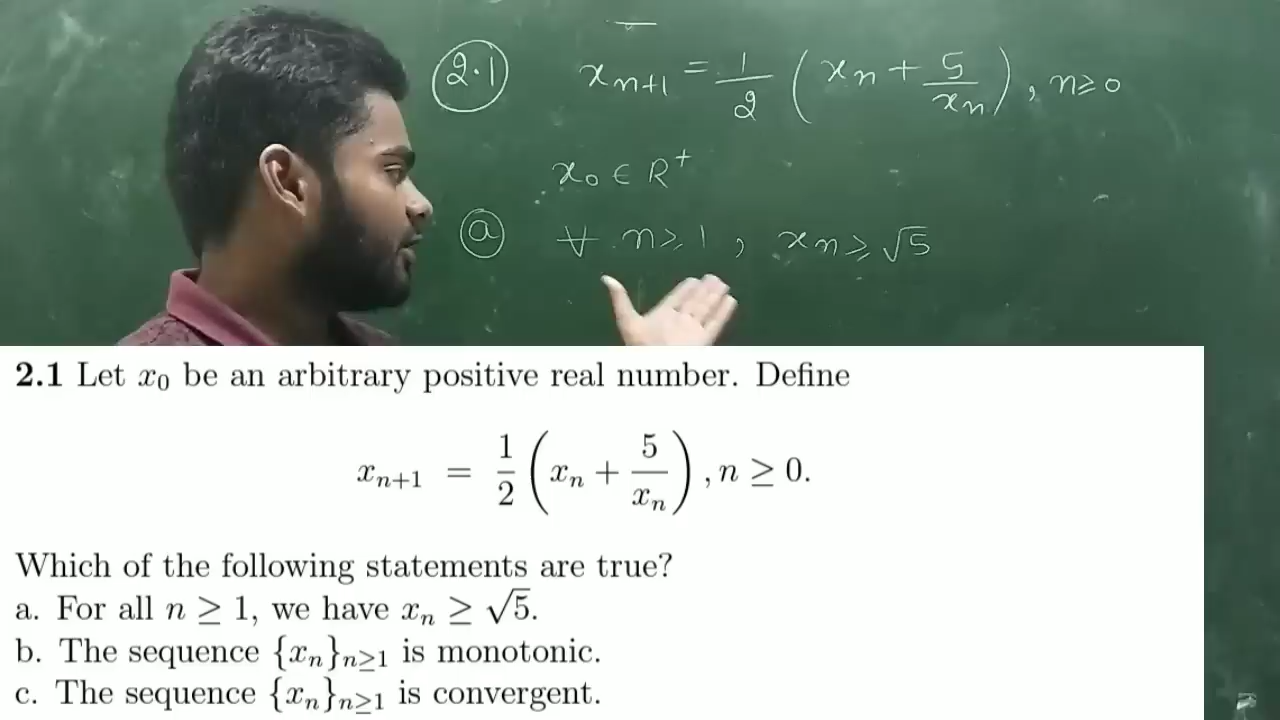 2.1 x_{n+1} = 1/2 (x_n + 5/x_n), n ≥ 0
x_0 ∈ R^+
a ∀ n ≥ 1, x_n ≥ √5
2.1 Let x_0 be an arbitrary positive real number. Define
x_{n+1} = 1/2 (x_n + 5/x_n), n ≥ 0.
Which of the following statements are true?
a. For all n ≥ 1, we have x_n ≥ √5.
b. The sequence {x_n}_{n≥1} is monotonic.
c. The sequence {x_n}_{n≥1} is convergent.